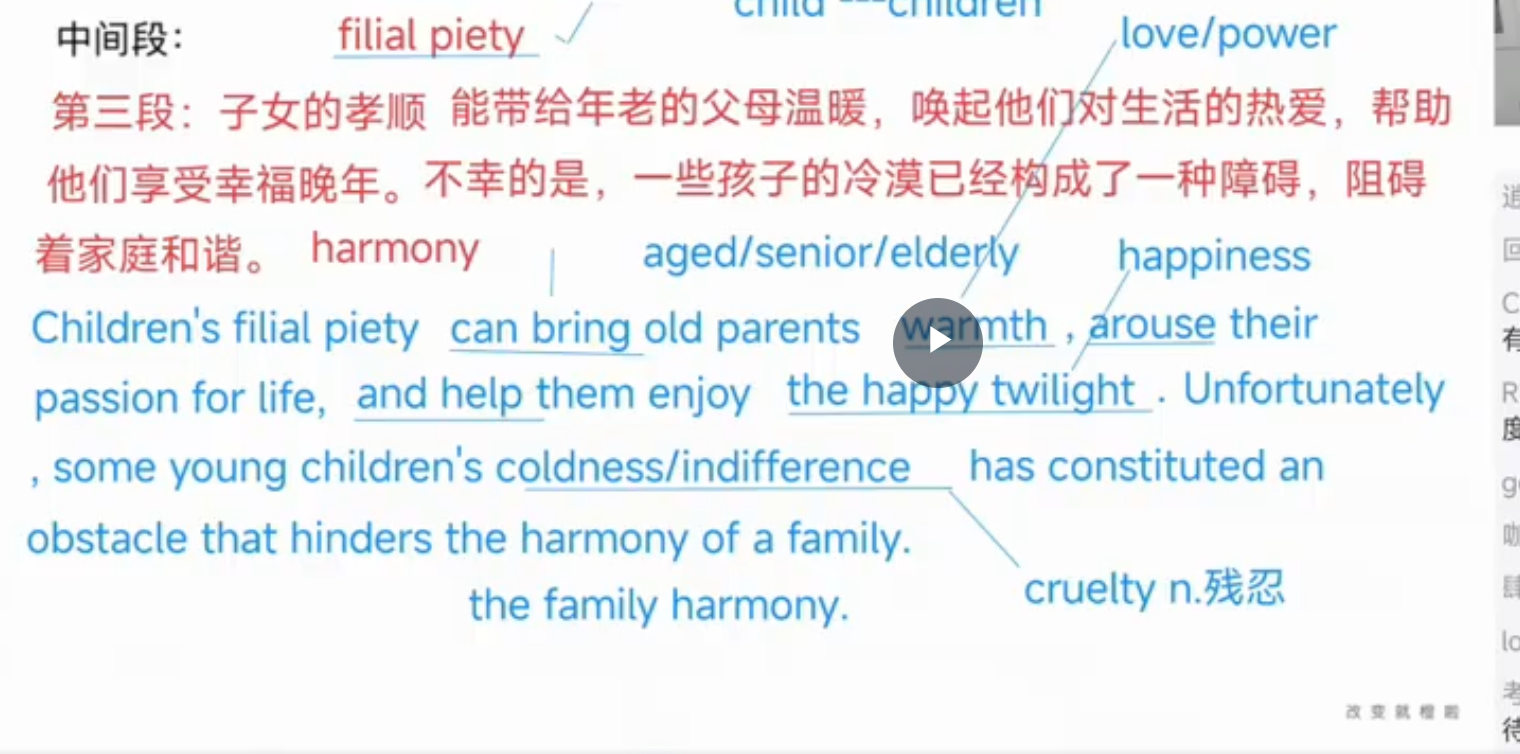 child ---children
中间段： filial piety
love/power
第三段：子女的孝顺 能带给年老的父母温暖，唤起他们对生活的热爱，帮助
他们享受幸福晚年。不幸的是，一些孩子的冷漠已经构成了一种障碍，阻碍
着家庭和谐。 harmony
aged/senior/elderly
happiness
Children's filial piety can bring old parents warmth , arouse their
passion for life, and help them enjoy the happy twilight . Unfortunately
, some young children's coldness/indifference has constituted an
obstacle that hinders the harmony of a family.
cruelty n.残忍
the family harmony.
改变就橙啦
回
C
有
R
度